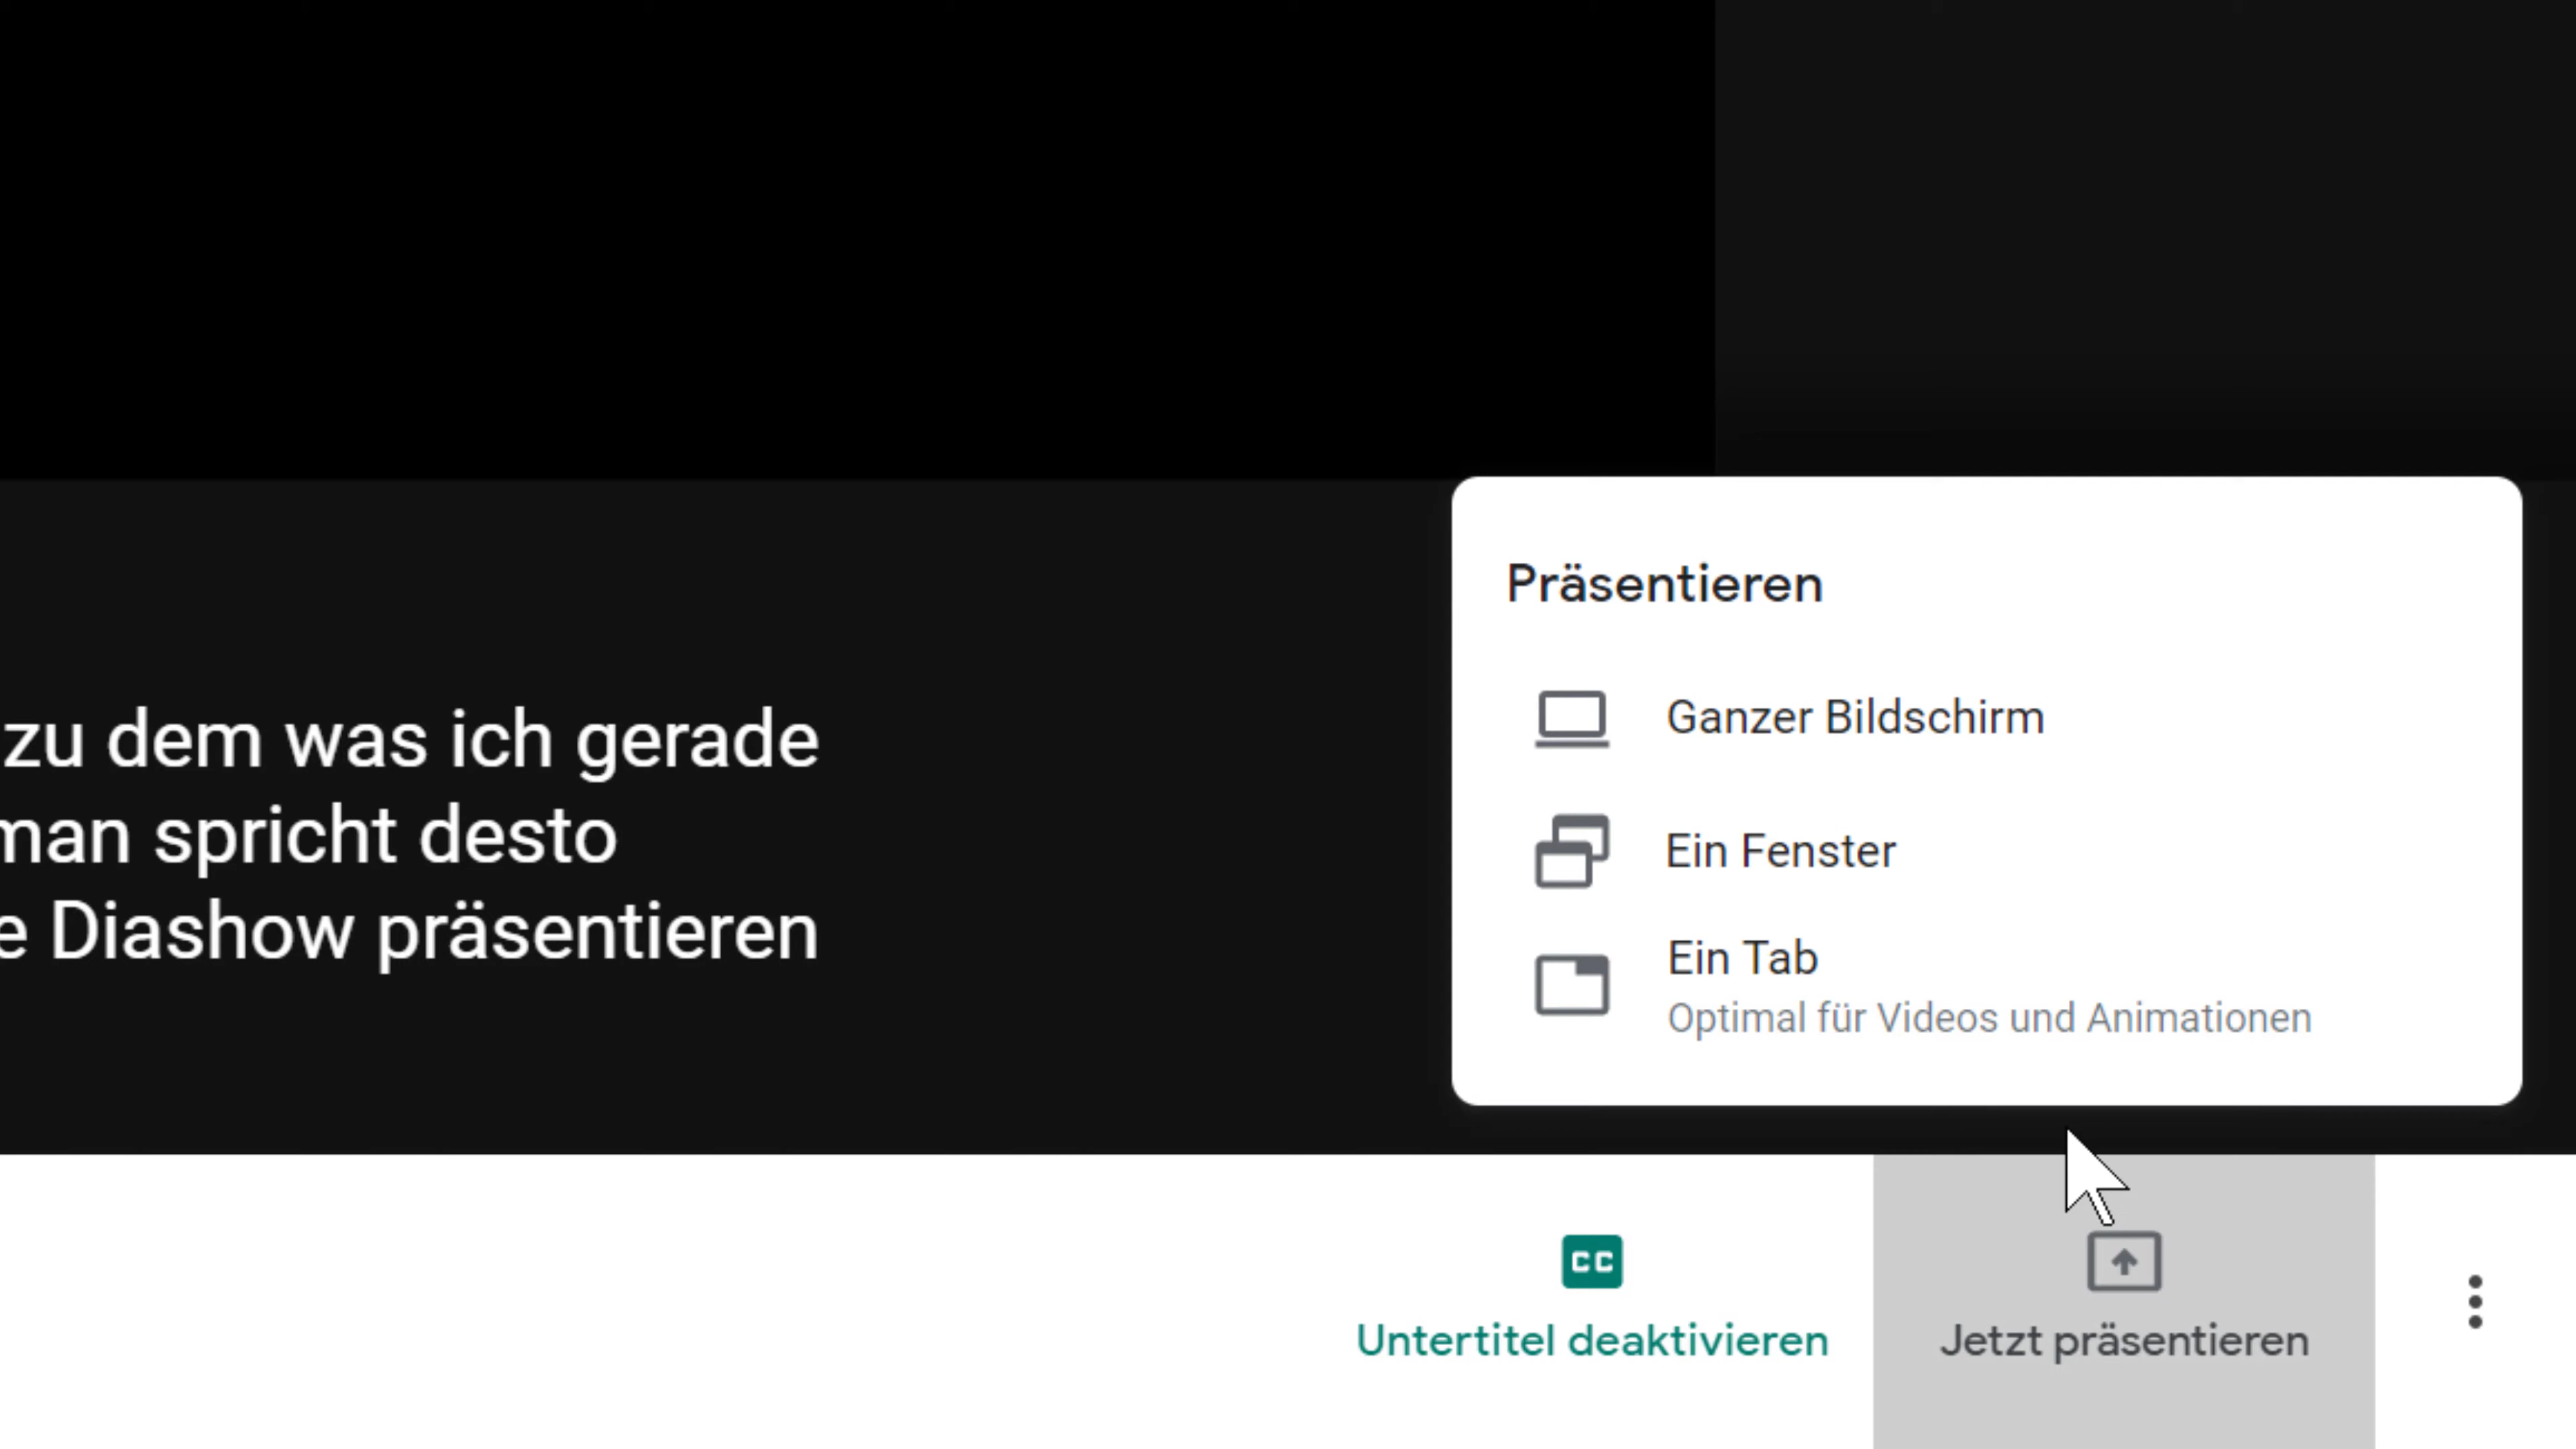 zu dem was ich gerade
man spricht desto
e Diashow präsentieren
Präsentieren
Ganzer Bildschirm
Ein Fenster
Ein Tab
Optimal für Videos und Animationen
CC
Untertitel deaktivieren
Jetzt präsentieren